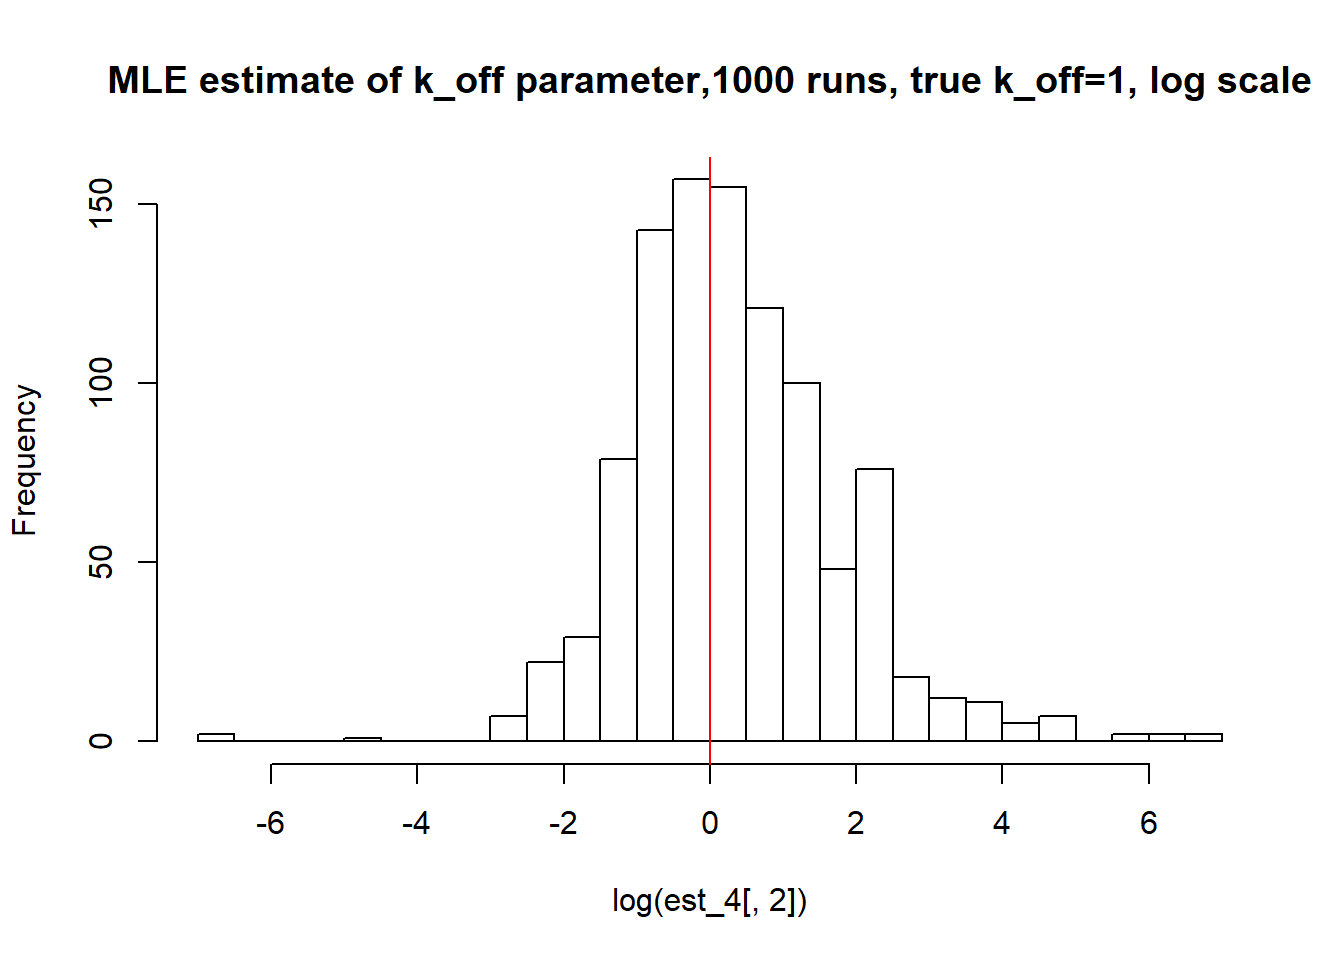 MLE estimate of k_off parameter,1000 runs, true k_off=1, log scale
Frequency
150
100
50
0
-6 -4 -2 0 2 4 6
log(est_4[, 2])